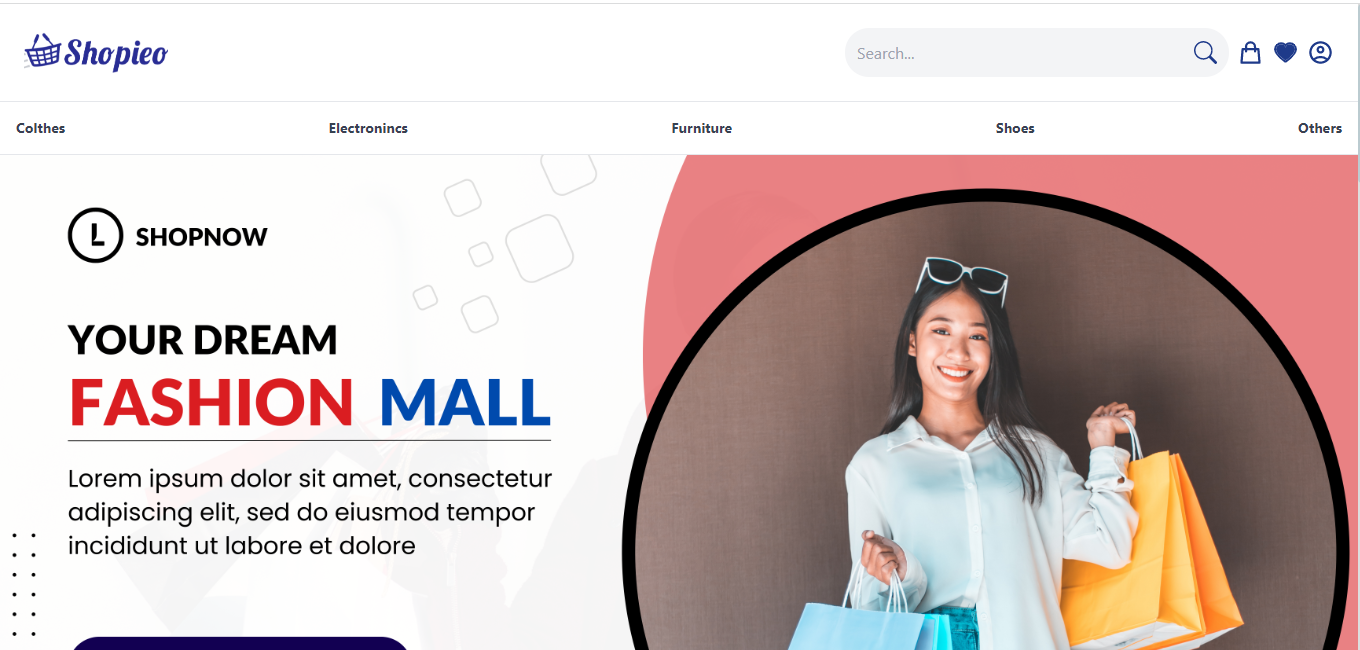 Shopieo
Search...
Colthes Electronincs Furniture Shoes Others
L SHOPNOW
YOUR DREAM
FASHION MALL
Lorem ipsum dolor sit amet, consectetur
adipiscing elit, sed do eiusmod tempor
incididunt ut labore et dolore